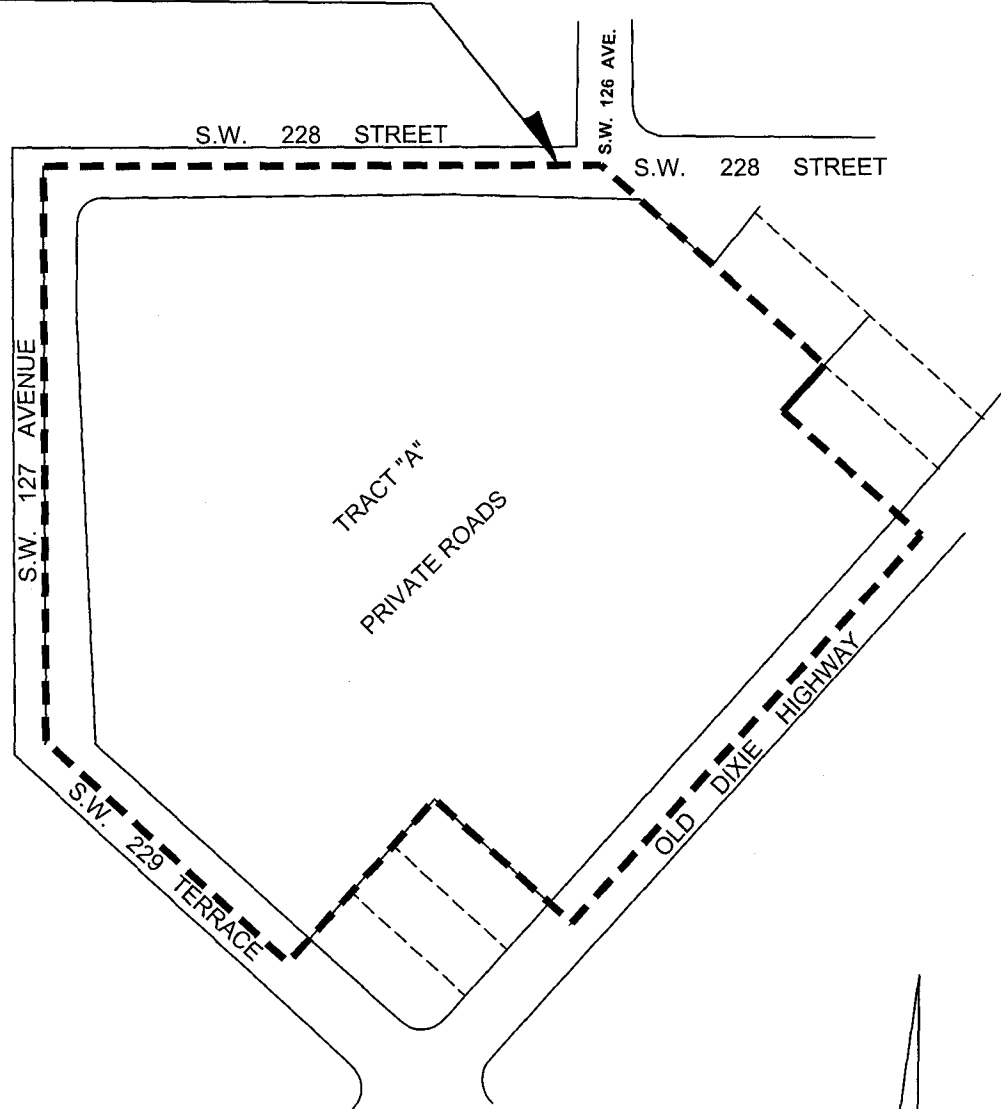 S.W. 126 AVE.
S.W. 228 STREET
S.W. 228 STREET
S.W. 127 AVENUE
TRACT "A"
PRIVATE ROADS
OLD DIXIE HIGHWAY
S.W. 229 TERRACE